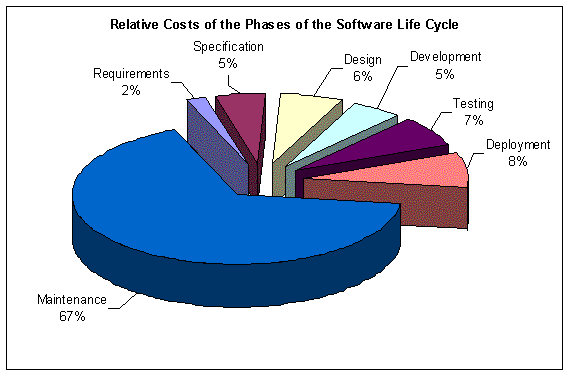 Relative Costs of the Phases of the Software Life Cycle
Specification
5%
Requirements
2%
Design
6%
Development
5%
Testing
7%
Deployment
8%
Maintenance
67%